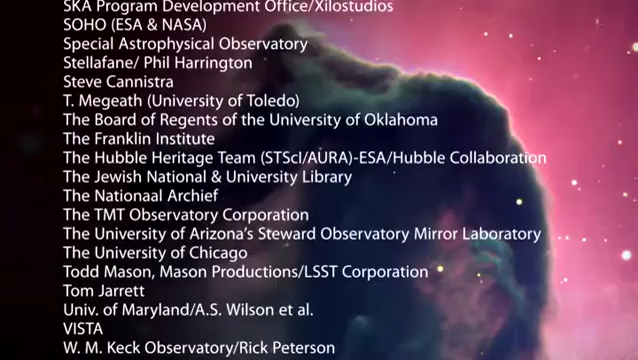 SKA Program Development Office/Xilostudios
SOHO (ESA & NASA)
Special Astrophysical Observatory
Stellafane/ Phil Harrington
Steve Cannistra
T. Megeath (University of Toledo)
The Board of Regents of the University of Oklahoma
The Franklin Institute
The Hubble Heritage Team (STScI/AURA)-ESA/Hubble Collaboration
The Jewish National & University Library
The Nationaal Archief
The TMT Observatory Corporation
The University of Arizona's Steward Observatory Mirror Laboratory
The University of Chicago
Todd Mason, Mason Productions/LSST Corporation
Tom Jarrett
Univ. of Maryland/A.S. Wilson et al.
VISTA
W. M. Keck Observatory/Rick Peterson